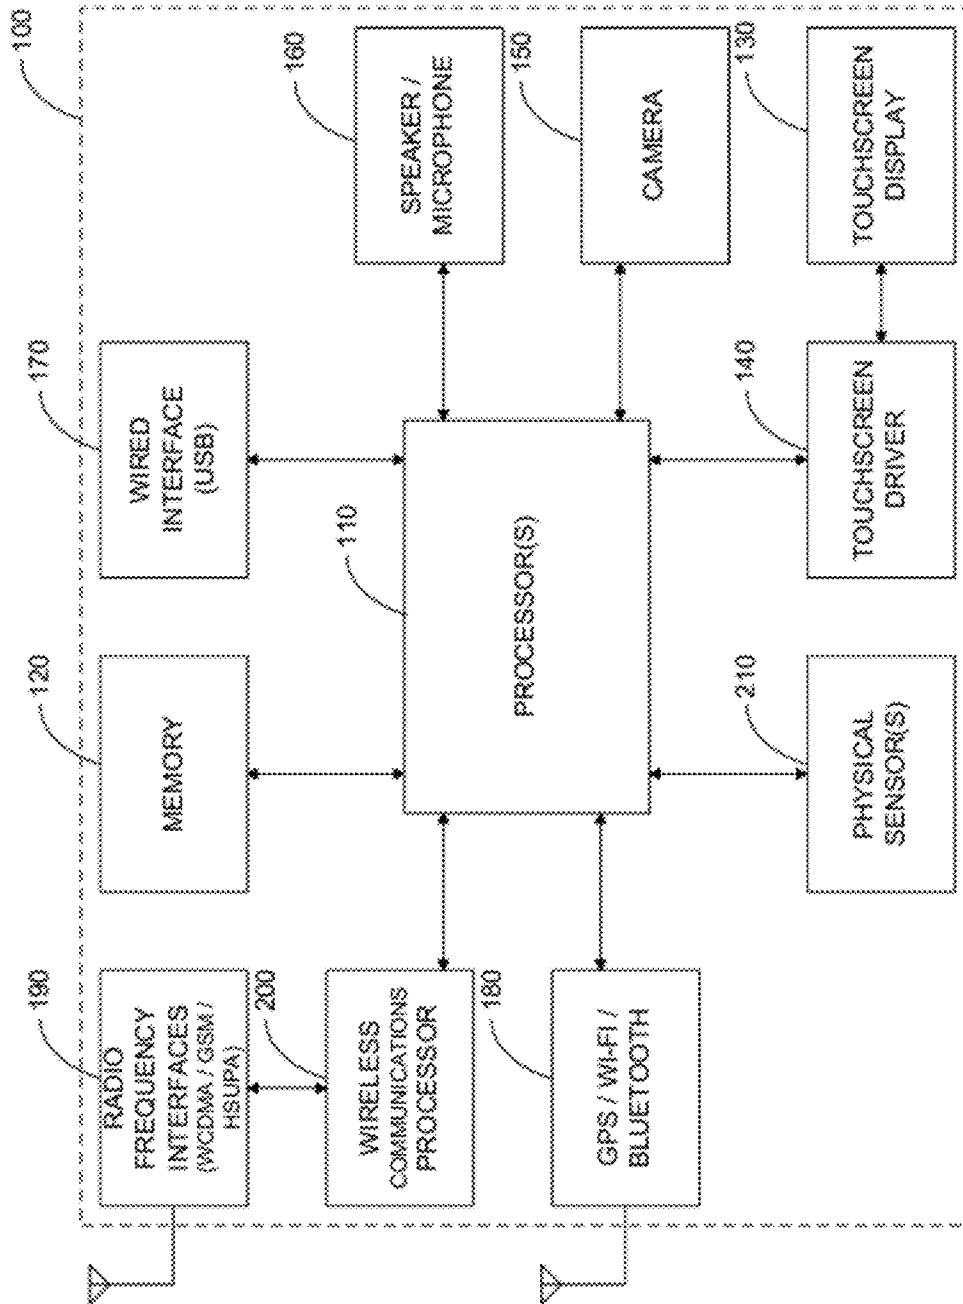 100
190
RADIO
FREQUENCY
INTERFACES
(WCDMA / GSM /
HSUPA)
120
MEMORY
170
WIRED
INTERFACE
(USB)
200
WIRELESS
COMMUNICATIONS
PROCESSOR
110
PROCESSOR(S)
160
SPEAKER /
MICROPHONE
180
GPS / WI-FI /
BLUETOOTH
150
CAMERA
210
PHYSICAL
SENSOR(S)
140
TOUCHSCREEN
DRIVER
130
TOUCHSCREEN
DISPLAY